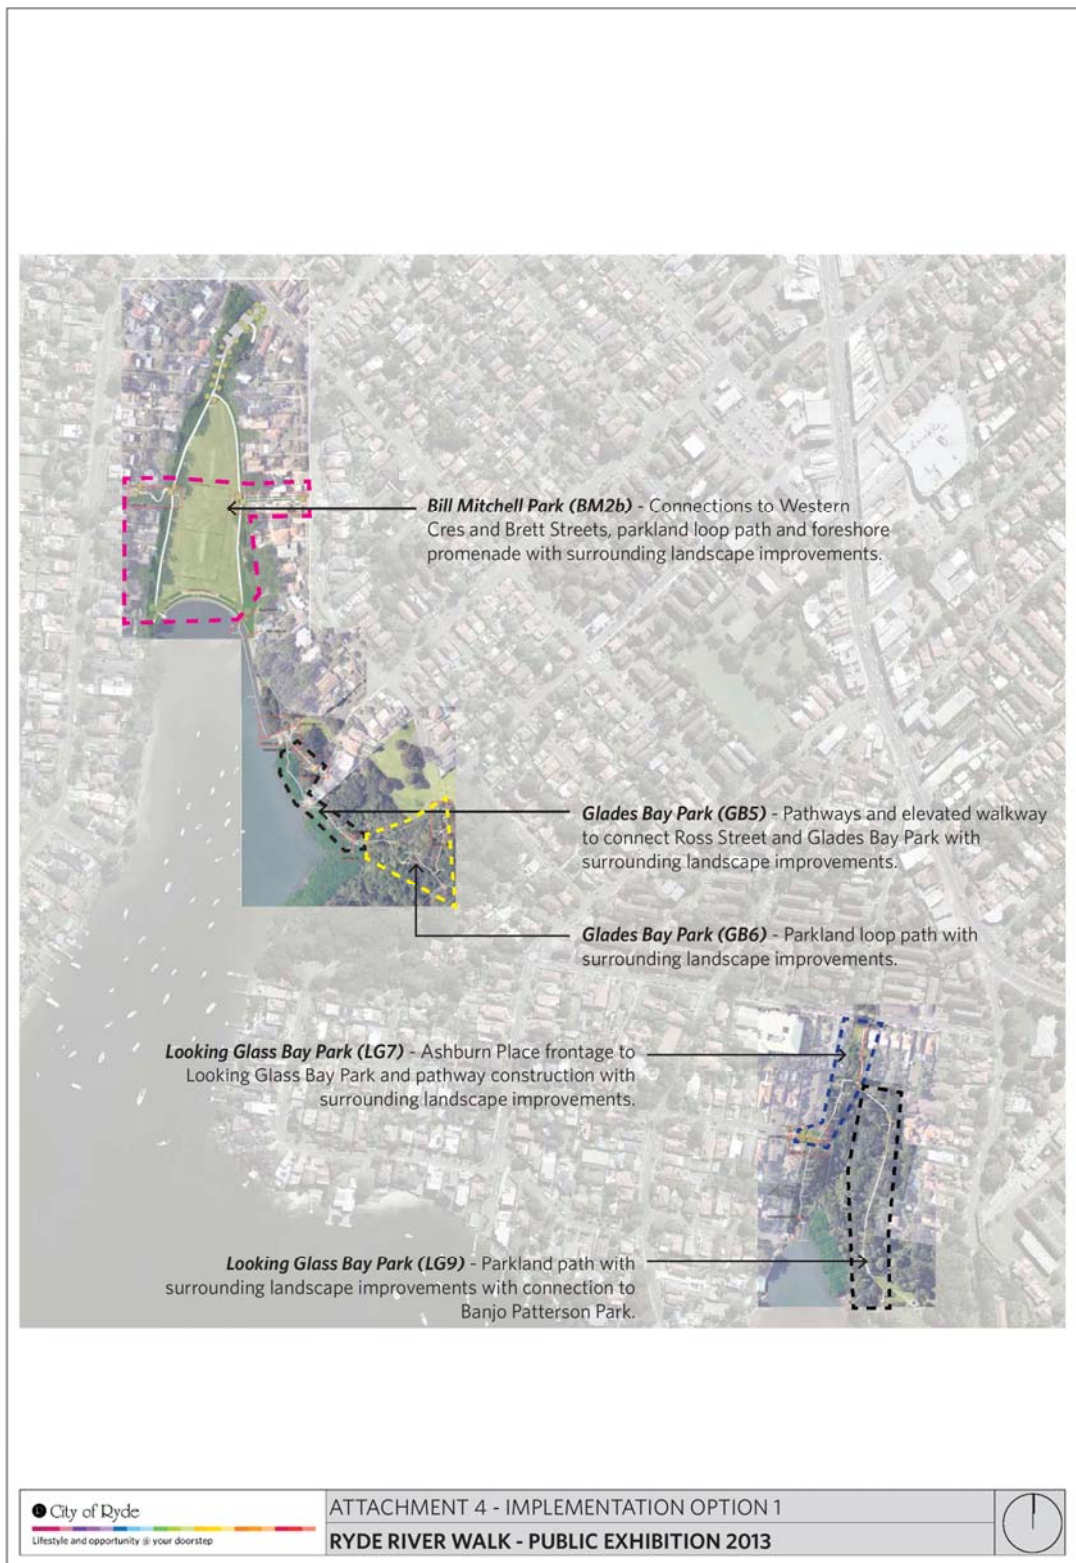 Bill Mitchell Park (BM2b) - Connections to Western
Cres and Brett Streets, parkland loop path and foreshore
promenade with surrounding landscape improvements.
Glades Bay Park (GB5) - Pathways and elevated walkway
to connect Ross Street and Glades Bay Park with
surrounding landscape improvements.
Glades Bay Park (GB6) - Parkland loop path with
surrounding landscape improvements.
Looking Glass Bay Park (LG7) - Ashburn Place frontage to
Looking Glass Bay Park and pathway construction with
surrounding landscape improvements.
Looking Glass Bay Park (LG9) - Parkland path with
surrounding landscape improvements with connection to
Banjo Patterson Park.
City of Ryde
Lifestyle and opportunity @ your doorstep
ATTACHMENT 4 - IMPLEMENTATION OPTION 1
RYDE RIVER WALK - PUBLIC EXHIBITION 2013